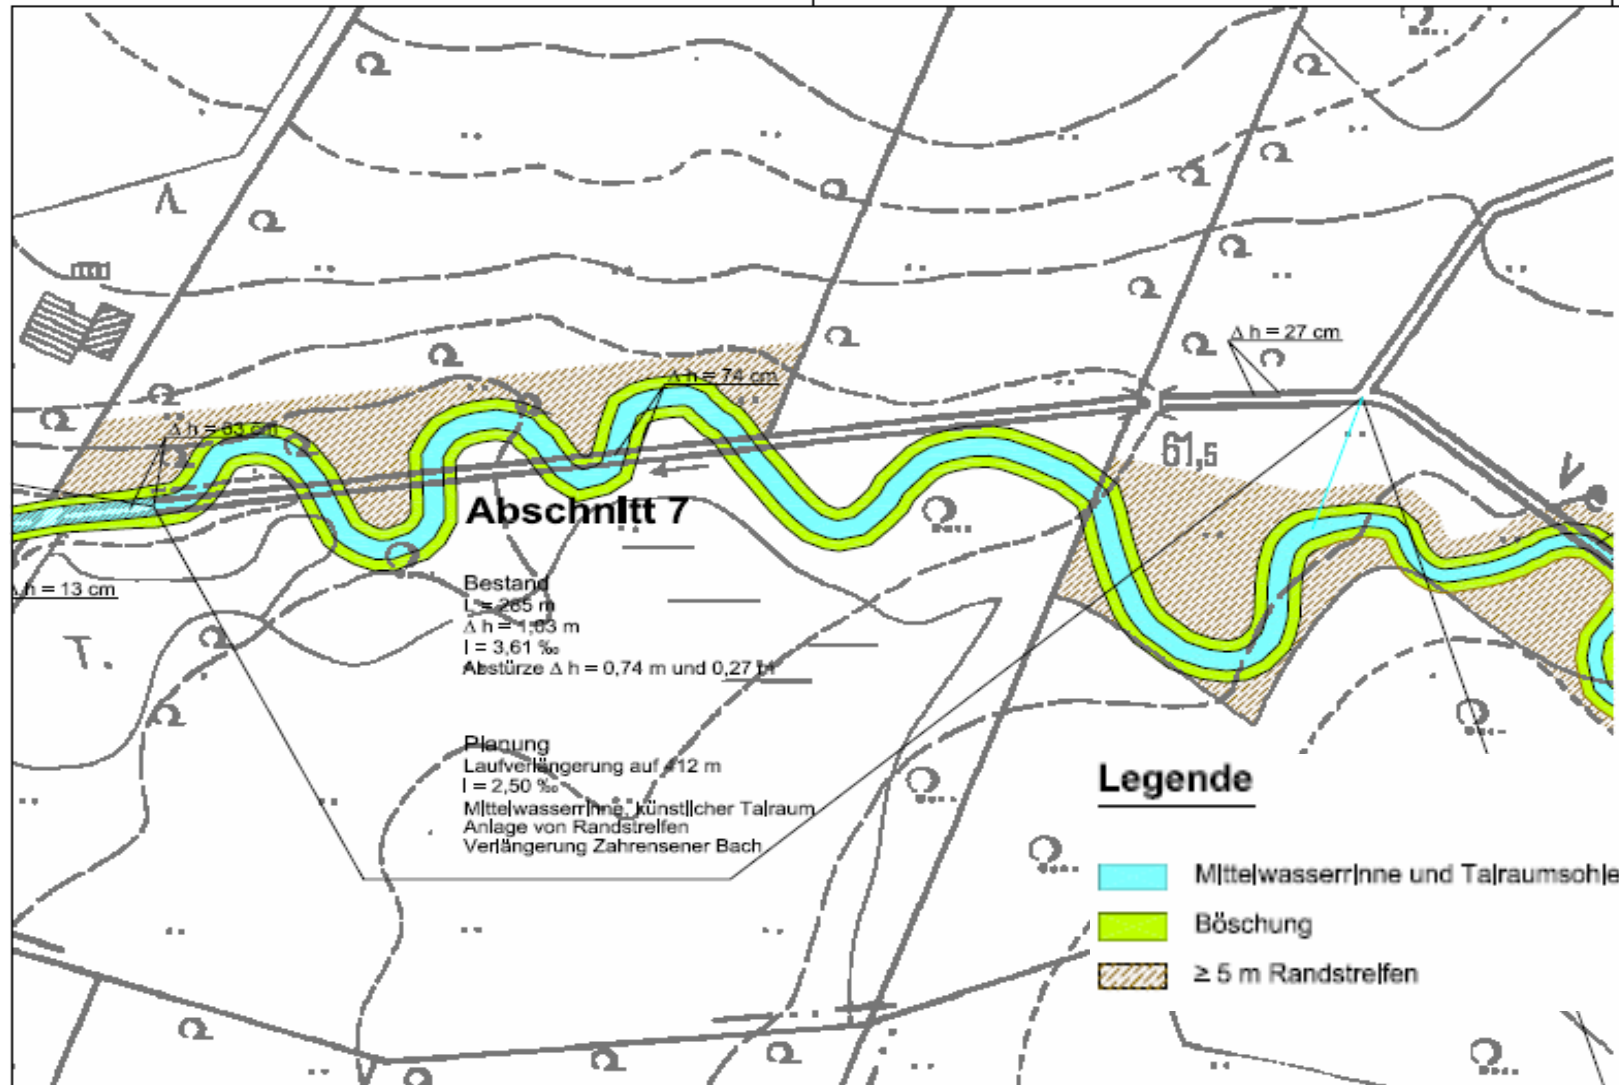 Δ h = 27 cm
Δ h = 74 cm
Δ h = 63 cm
61,5
Abschnitt 7
Bestand
L = 285 m
Δ h = 1,03 m
I = 3,61 ‰
Abstürze Δ h = 0,74 m und 0,27 m
Δ h = 13 cm
T.
Planung
Laufverlängerung auf 412 m
I = 2,50 ‰
Mittelwasserrinne, künstlicher Talraum
Anlage von Randstreifen
Verlängerung Zahrensener Bach
Legende
Mittelwasserrinne und Talraumsohle
Böschung
≥ 5 m Randstreifen